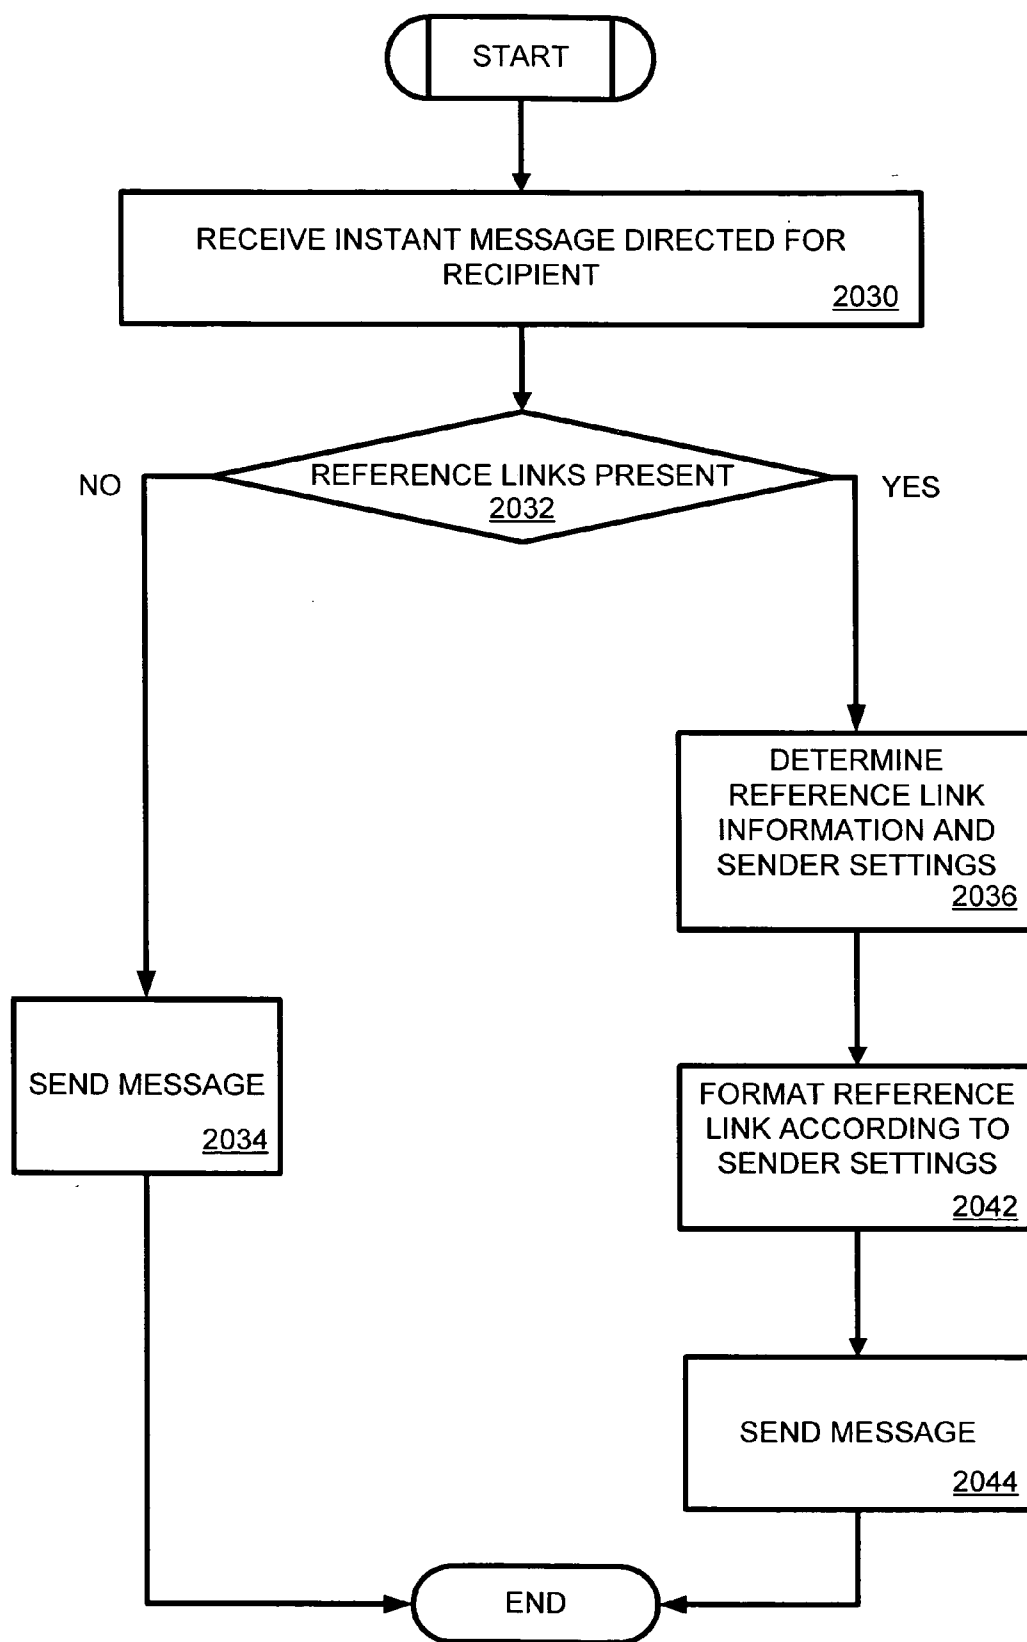 START
RECEIVE INSTANT MESSAGE DIRECTED FOR
RECIPIENT
2030
REFERENCE LINKS PRESENT
2032
NO
YES
DETERMINE
REFERENCE LINK
INFORMATION AND
SENDER SETTINGS
2036
SEND MESSAGE
2034
FORMAT REFERENCE
LINK ACCORDING TO
SENDER SETTINGS
2042
SEND MESSAGE
2044
END